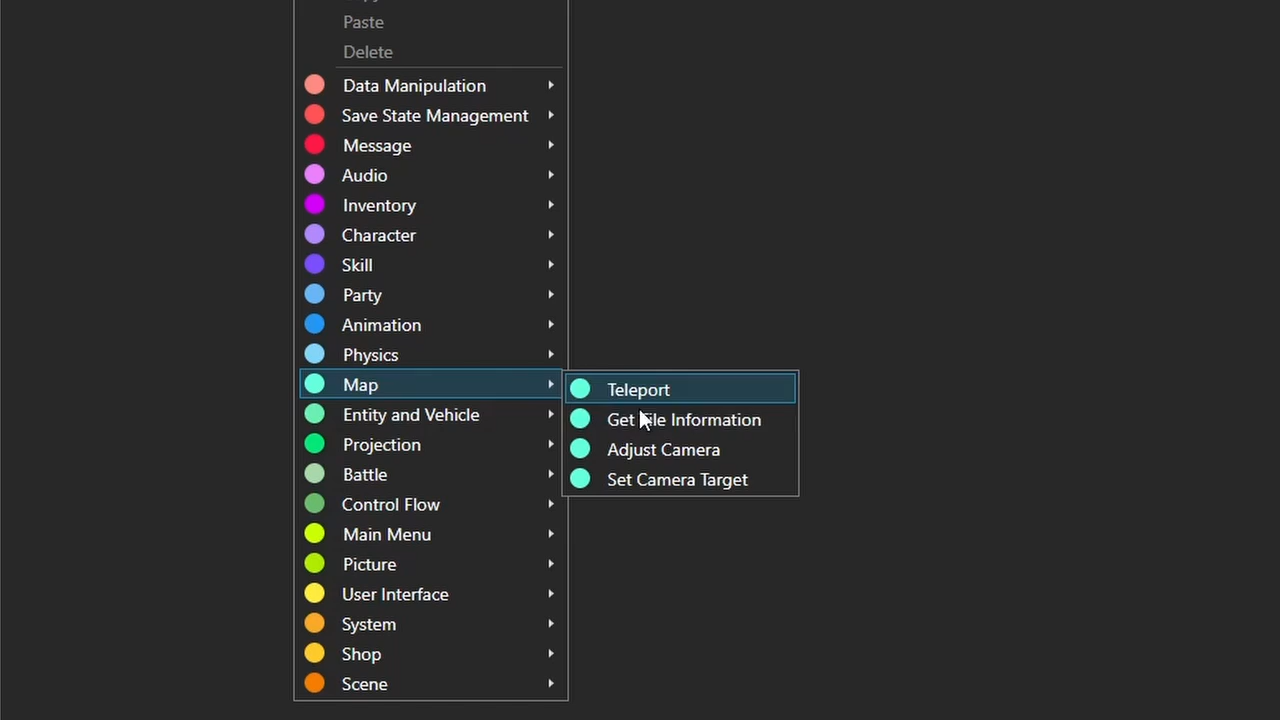 Paste
Delete
Data Manipulation
Save State Management
Message
Audio
Inventory
Character
Skill
Party
Animation
Physics
Map
Teleport
Entity and Vehicle
Get Tile Information
Projection
Adjust Camera
Battle
Set Camera Target
Control Flow
Main Menu
Picture
User Interface
System
Shop
Scene